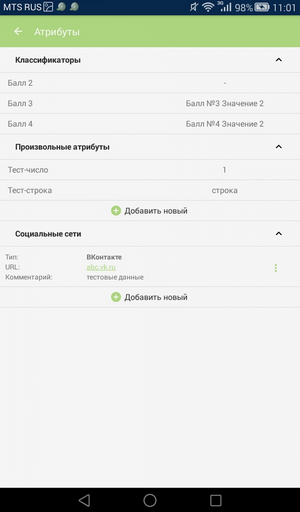 MTS RUS 3G 98% 11:01
Атрибуты
Классификаторы
Балл 2 -
Балл 3 Балл №3 Значение 2
Балл 4 Балл №4 Значение 2
Произвольные атрибуты
Тест-число 1
Тест-строка строка
Добавить новый
Социальные сети
Тип: ВКонтакте
URL: abc.vk.ru
Комментарий: тестовые данные
Добавить новый